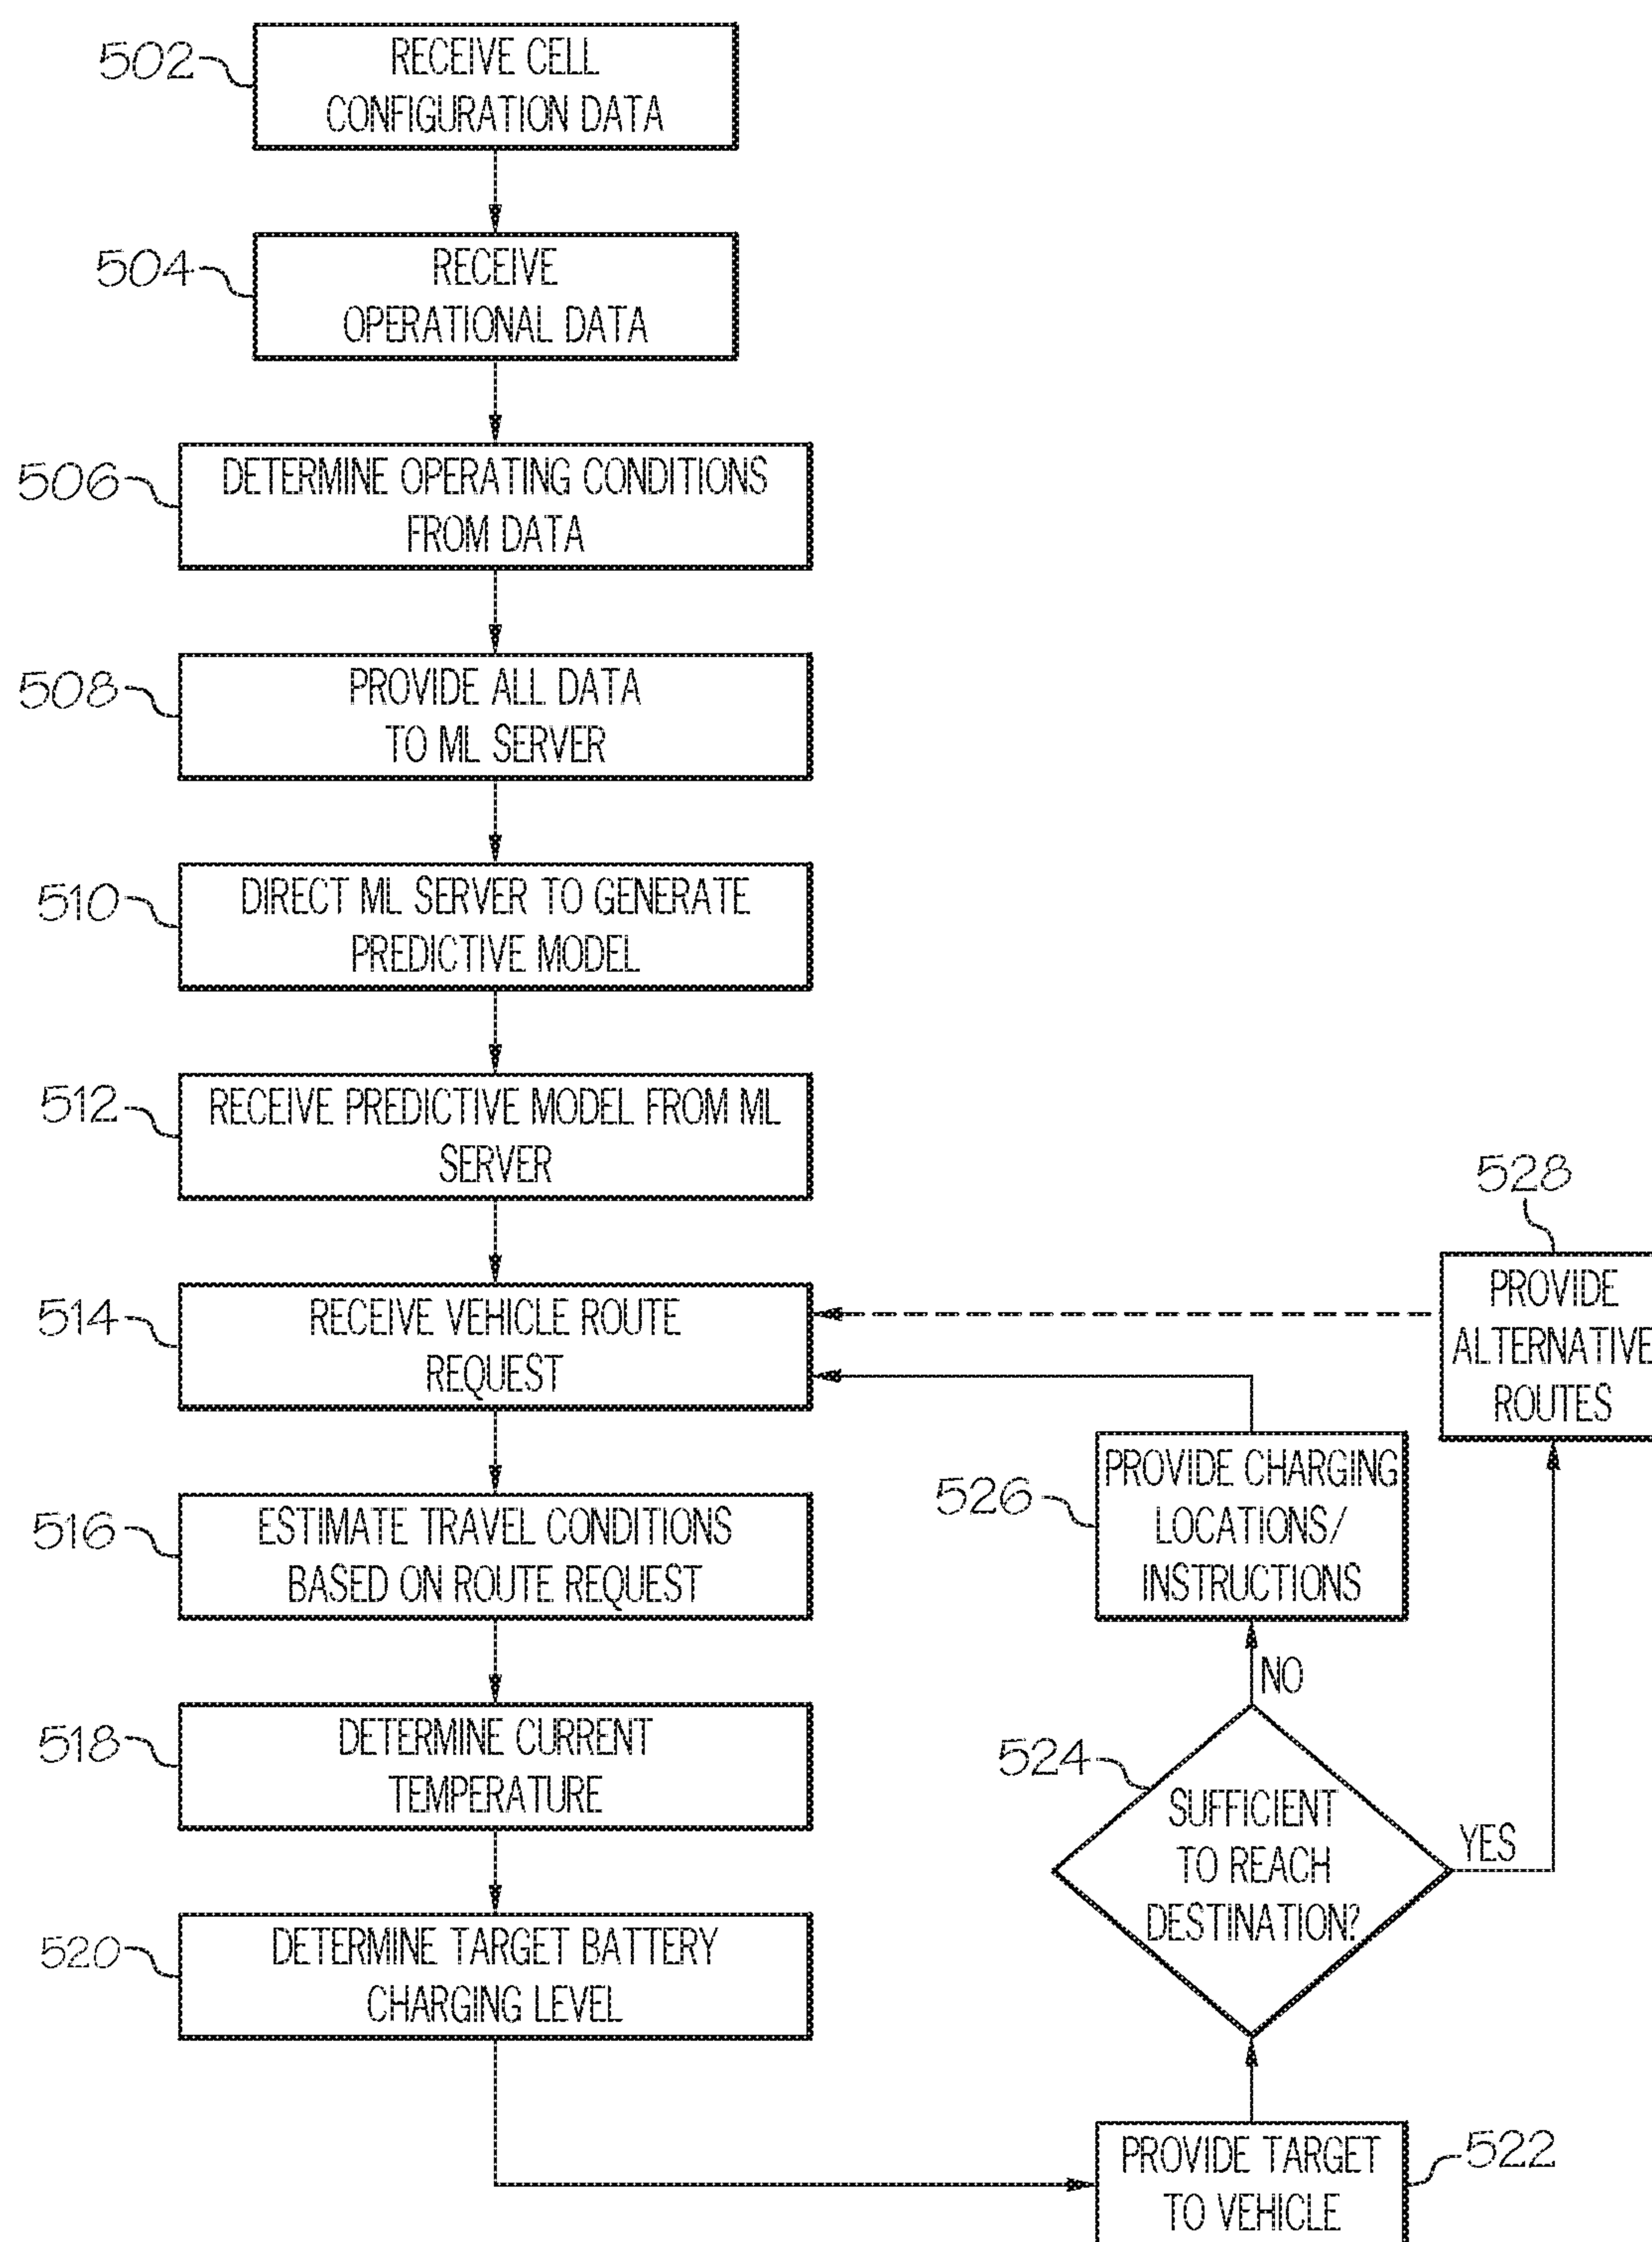 502
RECEIVE CELL
CONFIGURATION DATA
504
RECEIVE
OPERATIONAL DATA
506
DETERMINE OPERATING CONDITIONS
FROM DATA
508
PROVIDE ALL DATA
TO ML SERVER
510
DIRECT ML SERVER TO GENERATE
PREDICTIVE MODEL
512
RECEIVE PREDICTIVE MODEL FROM ML
SERVER
514
RECEIVE VEHICLE ROUTE
REQUEST
516
ESTIMATE TRAVEL CONDITIONS
BASED ON ROUTE REQUEST
518
DETERMINE CURRENT
TEMPERATURE
520
DETERMINE TARGET BATTERY
CHARGING LEVEL
522
PROVIDE TARGET
TO VEHICLE
524
SUFFICIENT
TO REACH
DESTINATION?
NO
YES
526
PROVIDE CHARGING
LOCATIONS/
INSTRUCTIONS
528
PROVIDE
ALTERNATIVE
ROUTES